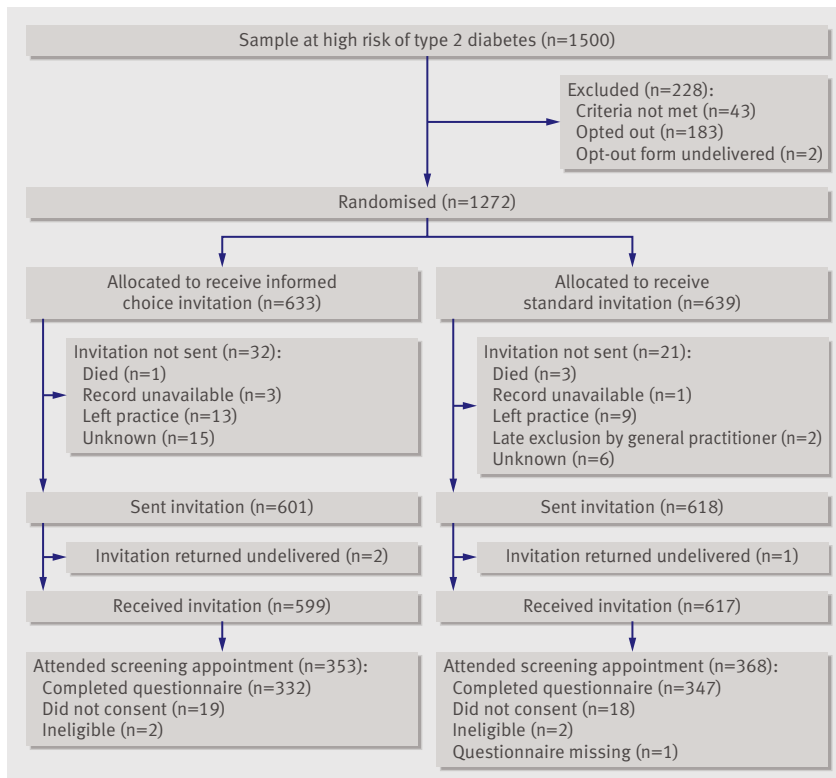 Sample at high risk of type 2 diabetes (n=1500)
Excluded (n=228):
Criteria not met (n=43)
Opted out (n=183)
Opt-out form undelivered (n=2)
Randomised (n=1272)
Allocated to receive informed
choice invitation (n=633)
Invitation not sent (n=32):
Died (n=1)
Record unavailable (n=3)
Left practice (n=13)
Unknown (n=15)
Sent invitation (n=601)
Invitation returned undelivered (n=2)
Received invitation (n=599)
Attended screening appointment (n=353):
Completed questionnaire (n=332)
Did not consent (n=19)
Ineligible (n=2)
Allocated to receive
standard invitation (n=639)
Invitation not sent (n=21):
Died (n=3)
Record unavailable (n=1)
Left practice (n=9)
Late exclusion by general practitioner (n=2)
Unknown (n=6)
Sent invitation (n=618)
Invitation returned undelivered (n=1)
Received invitation (n=617)
Attended screening appointment (n=368):
Completed questionnaire (n=347)
Did not consent (n=18)
Ineligible (n=2)
Questionnaire missing (n=1)